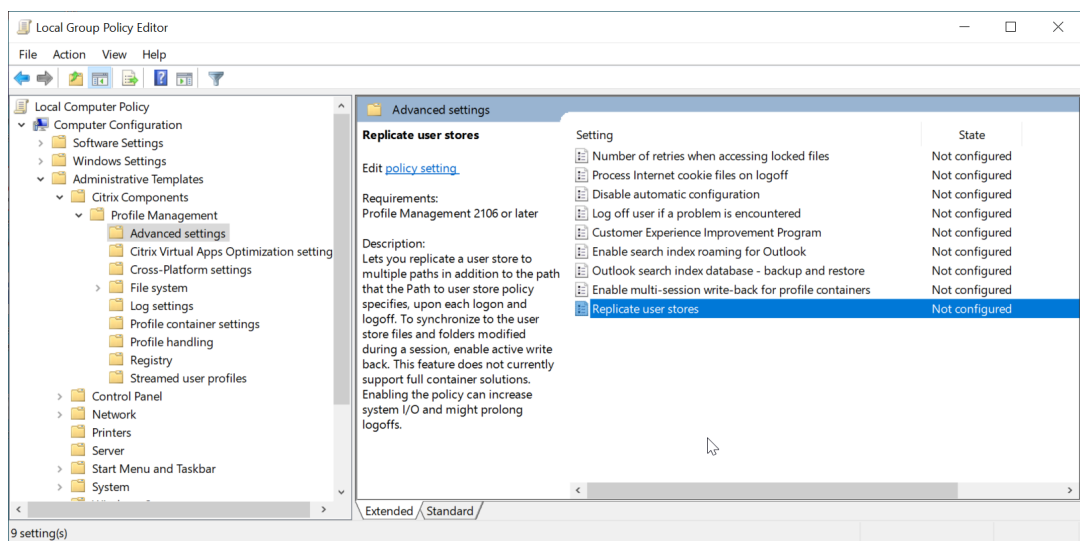 Local Group Policy Editor
File Action View Help
Local Computer Policy
Computer Configuration
Software Settings
Windows Settings
Administrative Templates
Citrix Components
Profile Management
Advanced settings
Citrix Virtual Apps Optimization setting
Cross-Platform settings
File system
Log settings
Profile container settings
Profile handling
Registry
Streamed user profiles
Control Panel
Network
Printers
Server
Start Menu and Taskbar
System
Advanced settings
Replicate user stores
Edit policy setting
Requirements:
Profile Management 2106 or later
Description:
Lets you replicate a user store to
multiple paths in addition to the path
that the Path to user store policy
specifies, upon each logon and
logoff. To synchronize to the user
store files and folders modified
during a session, enable active write
back. This feature does not currently
support full container solutions.
Enabling the policy can increase
system I/O and might prolong
logoffs.
Setting State
Number of retries when accessing locked files Not configured
Process Internet cookie files on logoff Not configured
Disable automatic configuration Not configured
Log off user if a problem is encountered Not configured
Customer Experience Improvement Program Not configured
Enable search index roaming for Outlook Not configured
Outlook search index database - backup and restore Not configured
Enable multi-session write-back for profile containers Not configured
Replicate user stores Not configured
Extended Standard
9 setting(s)